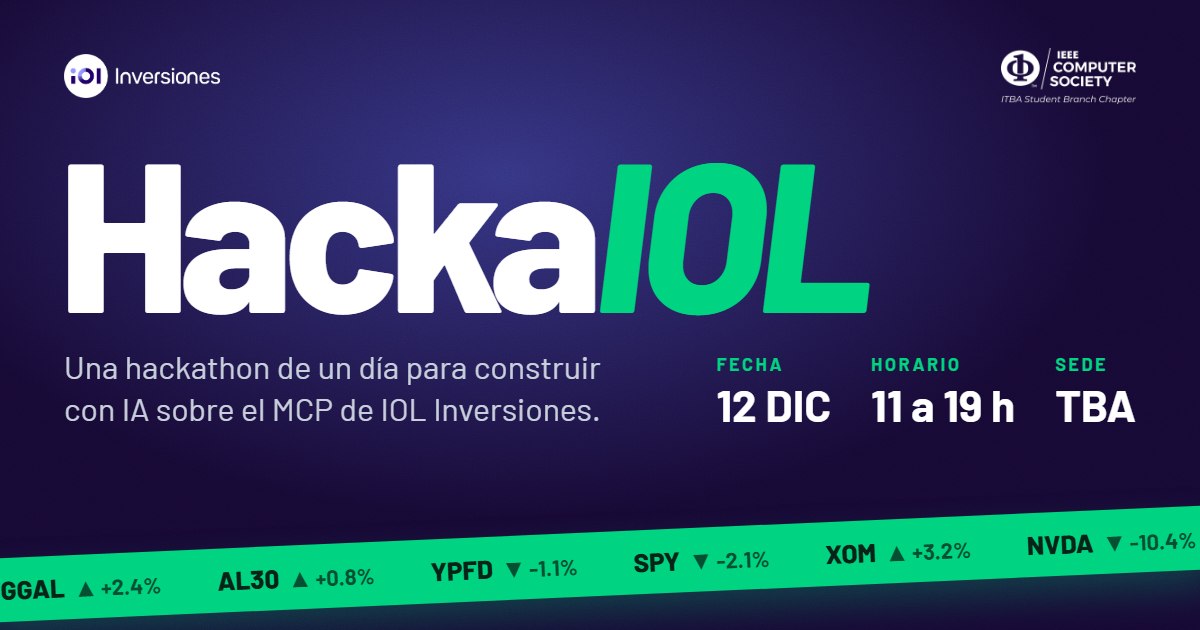 iOl Inversiones
IEEE
COMPUTER
SOCIETY
ITBA Student Branch Chapter
HackaIOL
Una hackathon de un día para construir
con IA sobre el MCP de IOL Inversiones.
FECHA
12 DIC
HORARIO
11 a 19 h
SEDE
TBA
GGAL ▲ +2.4% AL30 ▲ +0.8% YPFD ▼ -1.1% SPY ▼ -2.1% XOM ▲ +3.2% NVDA ▼ -10.4%